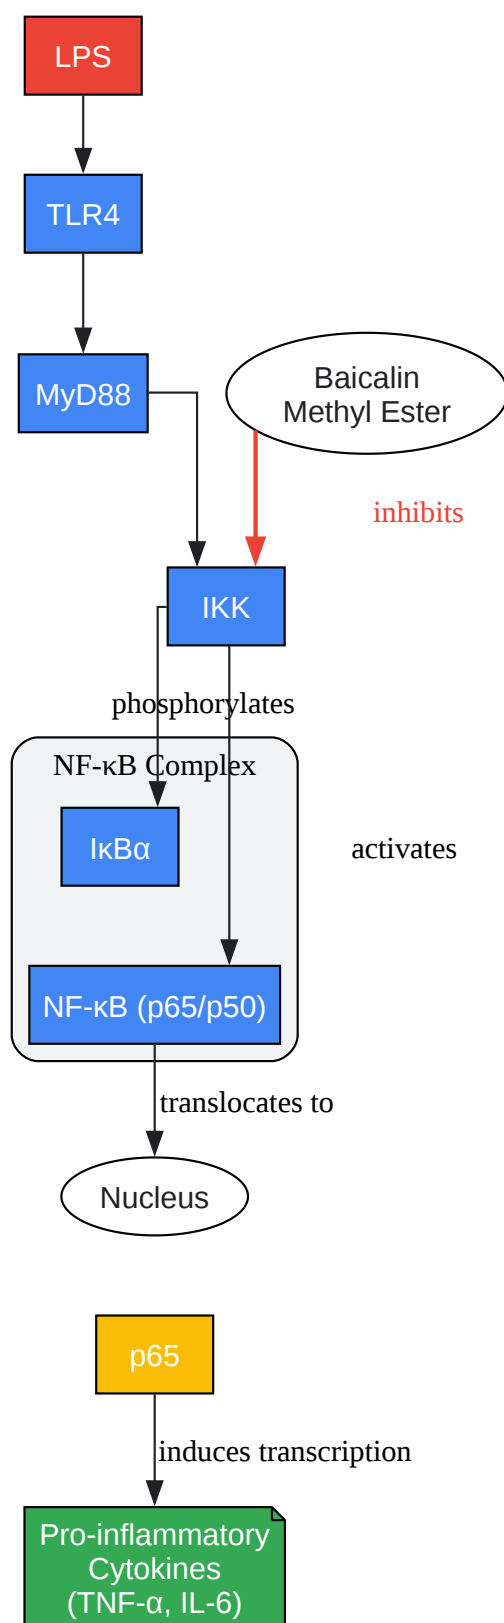 LPS
TLR4
MyD88
Baicalin
Methyl Ester
inhibits
IKK
phosphorylates
NF-κB Complex
IκBα
activates
NF-κB (p65/p50)
translocates to
Nucleus
p65
induces transcription
Pro-inflammatory
Cytokines
(TNF-α, IL-6)